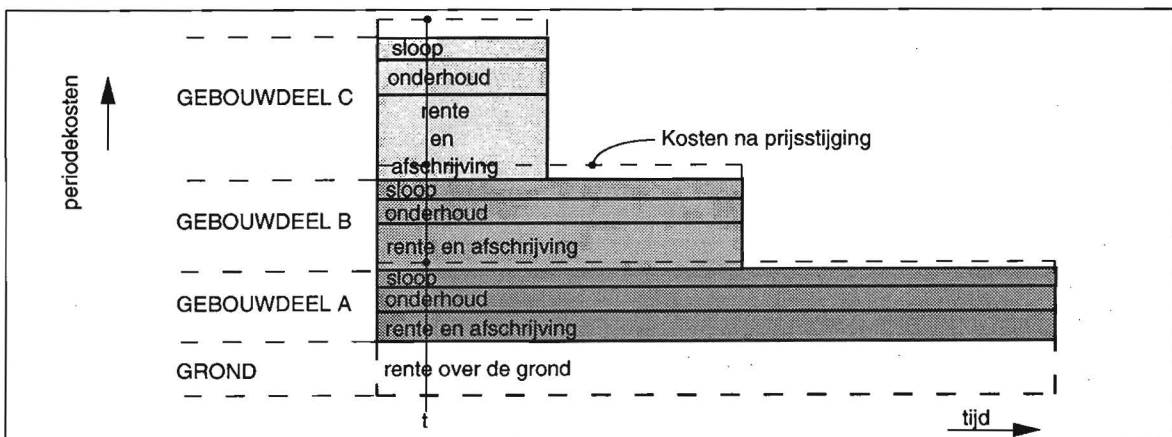 periodekosten
GEBOUWDEEL C
sloop
onderhoud
rente
en
afschrijving
Kosten na prijsstijging
GEBOUWDEEL B
sloop
onderhoud
rente en afschrijving
GEBOUWDEEL A
sloop
onderhoud
rente en afschrijving
GROND
rente over de grond
t
tijd